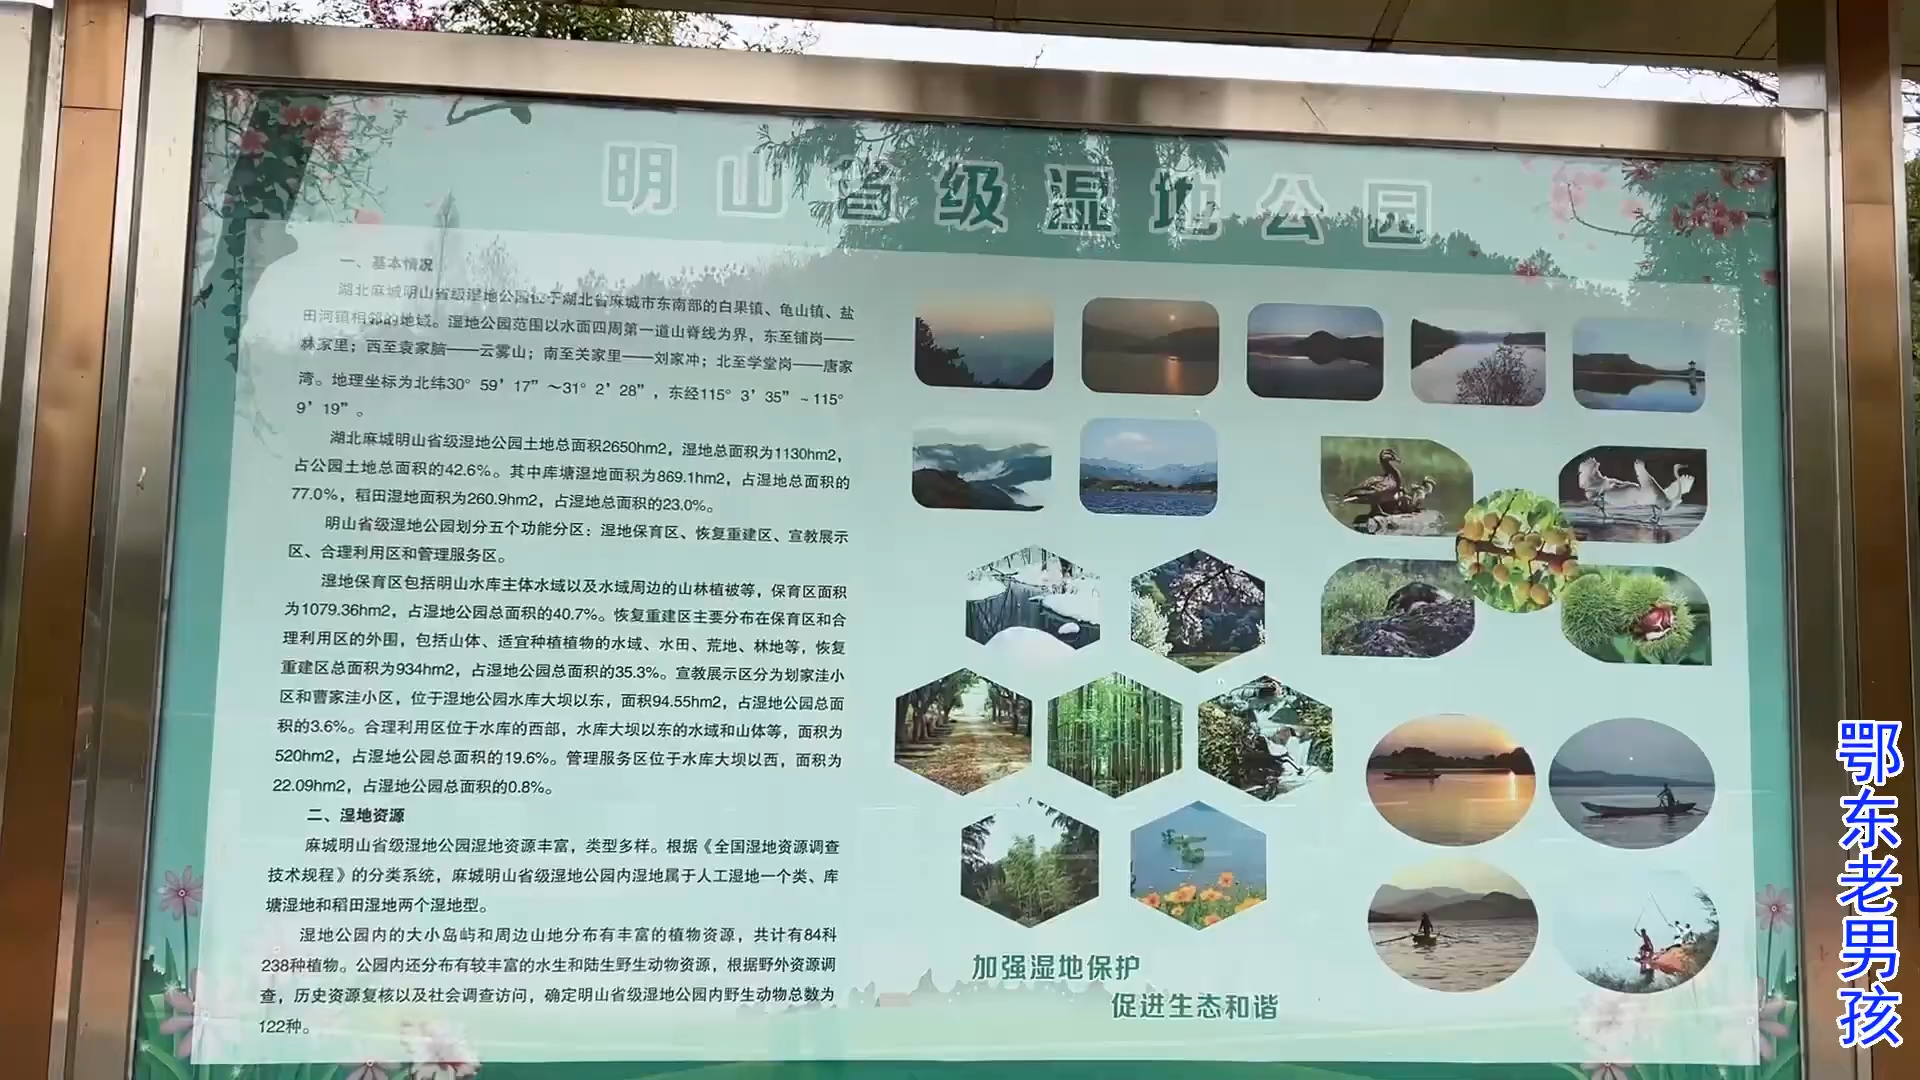 明山省级湿地公园
一、基本情况
湖北麻城明山省级湿地公园位于湖北省麻城市东南部的白果镇、龟山镇、盐
田河镇相邻的地域。湿地公园范围以水面四周第一道山脊线为界，东至铺岗——
林家里；西至袁家脑——云雾山；南至关家里——刘家冲；北至学堂岗——唐家
湾。地理坐标为北纬30°59’17”～31°2’28”，东经115°3’35”~115°
9’19”。
湖北麻城明山省级湿地公园土地总面积2650hm2，湿地总面积为1130hm2，
占公园土地总面积的42.6%。其中库塘湿地面积为869.1hm2，占湿地总面积的
77.0%，稻田湿地面积为260.9hm2，占湿地总面积的23.0%。
明山省级湿地公园划分五个功能分区：湿地保育区、恢复重建区、宣教展示
区、合理利用区和管理服务区。
湿地保育区包括明山水库主体水域以及水域周边的山林植被等，保育区面积
为1079.36hm2，占湿地公园总面积的40.7%。恢复重建区主要分布在保育区和合
理利用区的外围，包括山体、适宜种植植物的水域、水田、荒地、林地等，恢复
重建区总面积为934hm2，占湿地公园总面积的35.3%。宣教展示区分为划家洼小
区和曹家洼小区，位于湿地公园水库大坝以东，面积94.55hm2，占湿地公园总面
积的3.6%。合理利用区位于水库的西部，水库大坝以东的水域和山体等，面积为
520hm2，占湿地公园总面积的19.6%。管理服务区位于水库大坝以西，面积为
22.09hm2，占湿地公园总面积的0.8%。
二、湿地资源
麻城明山省级湿地公园湿地资源丰富，类型多样。根据《全国湿地资源调查
技术规程》的分类系统，麻城明山省级湿地公园内湿地属于人工湿地一个类、库
塘湿地和稻田湿地两个湿地型。
湿地公园内的大小岛屿和周边山地分布有丰富的植物资源，共计有84科
238种植物。公园内还分布有较丰富的水生和陆生野生动物资源，根据野外资源调
查，历史资源复核以及社会调查访问，确定明山省级湿地公园内野生动物总数为
122种。
加强湿地保护
促进生态和谐
鄂东老男孩